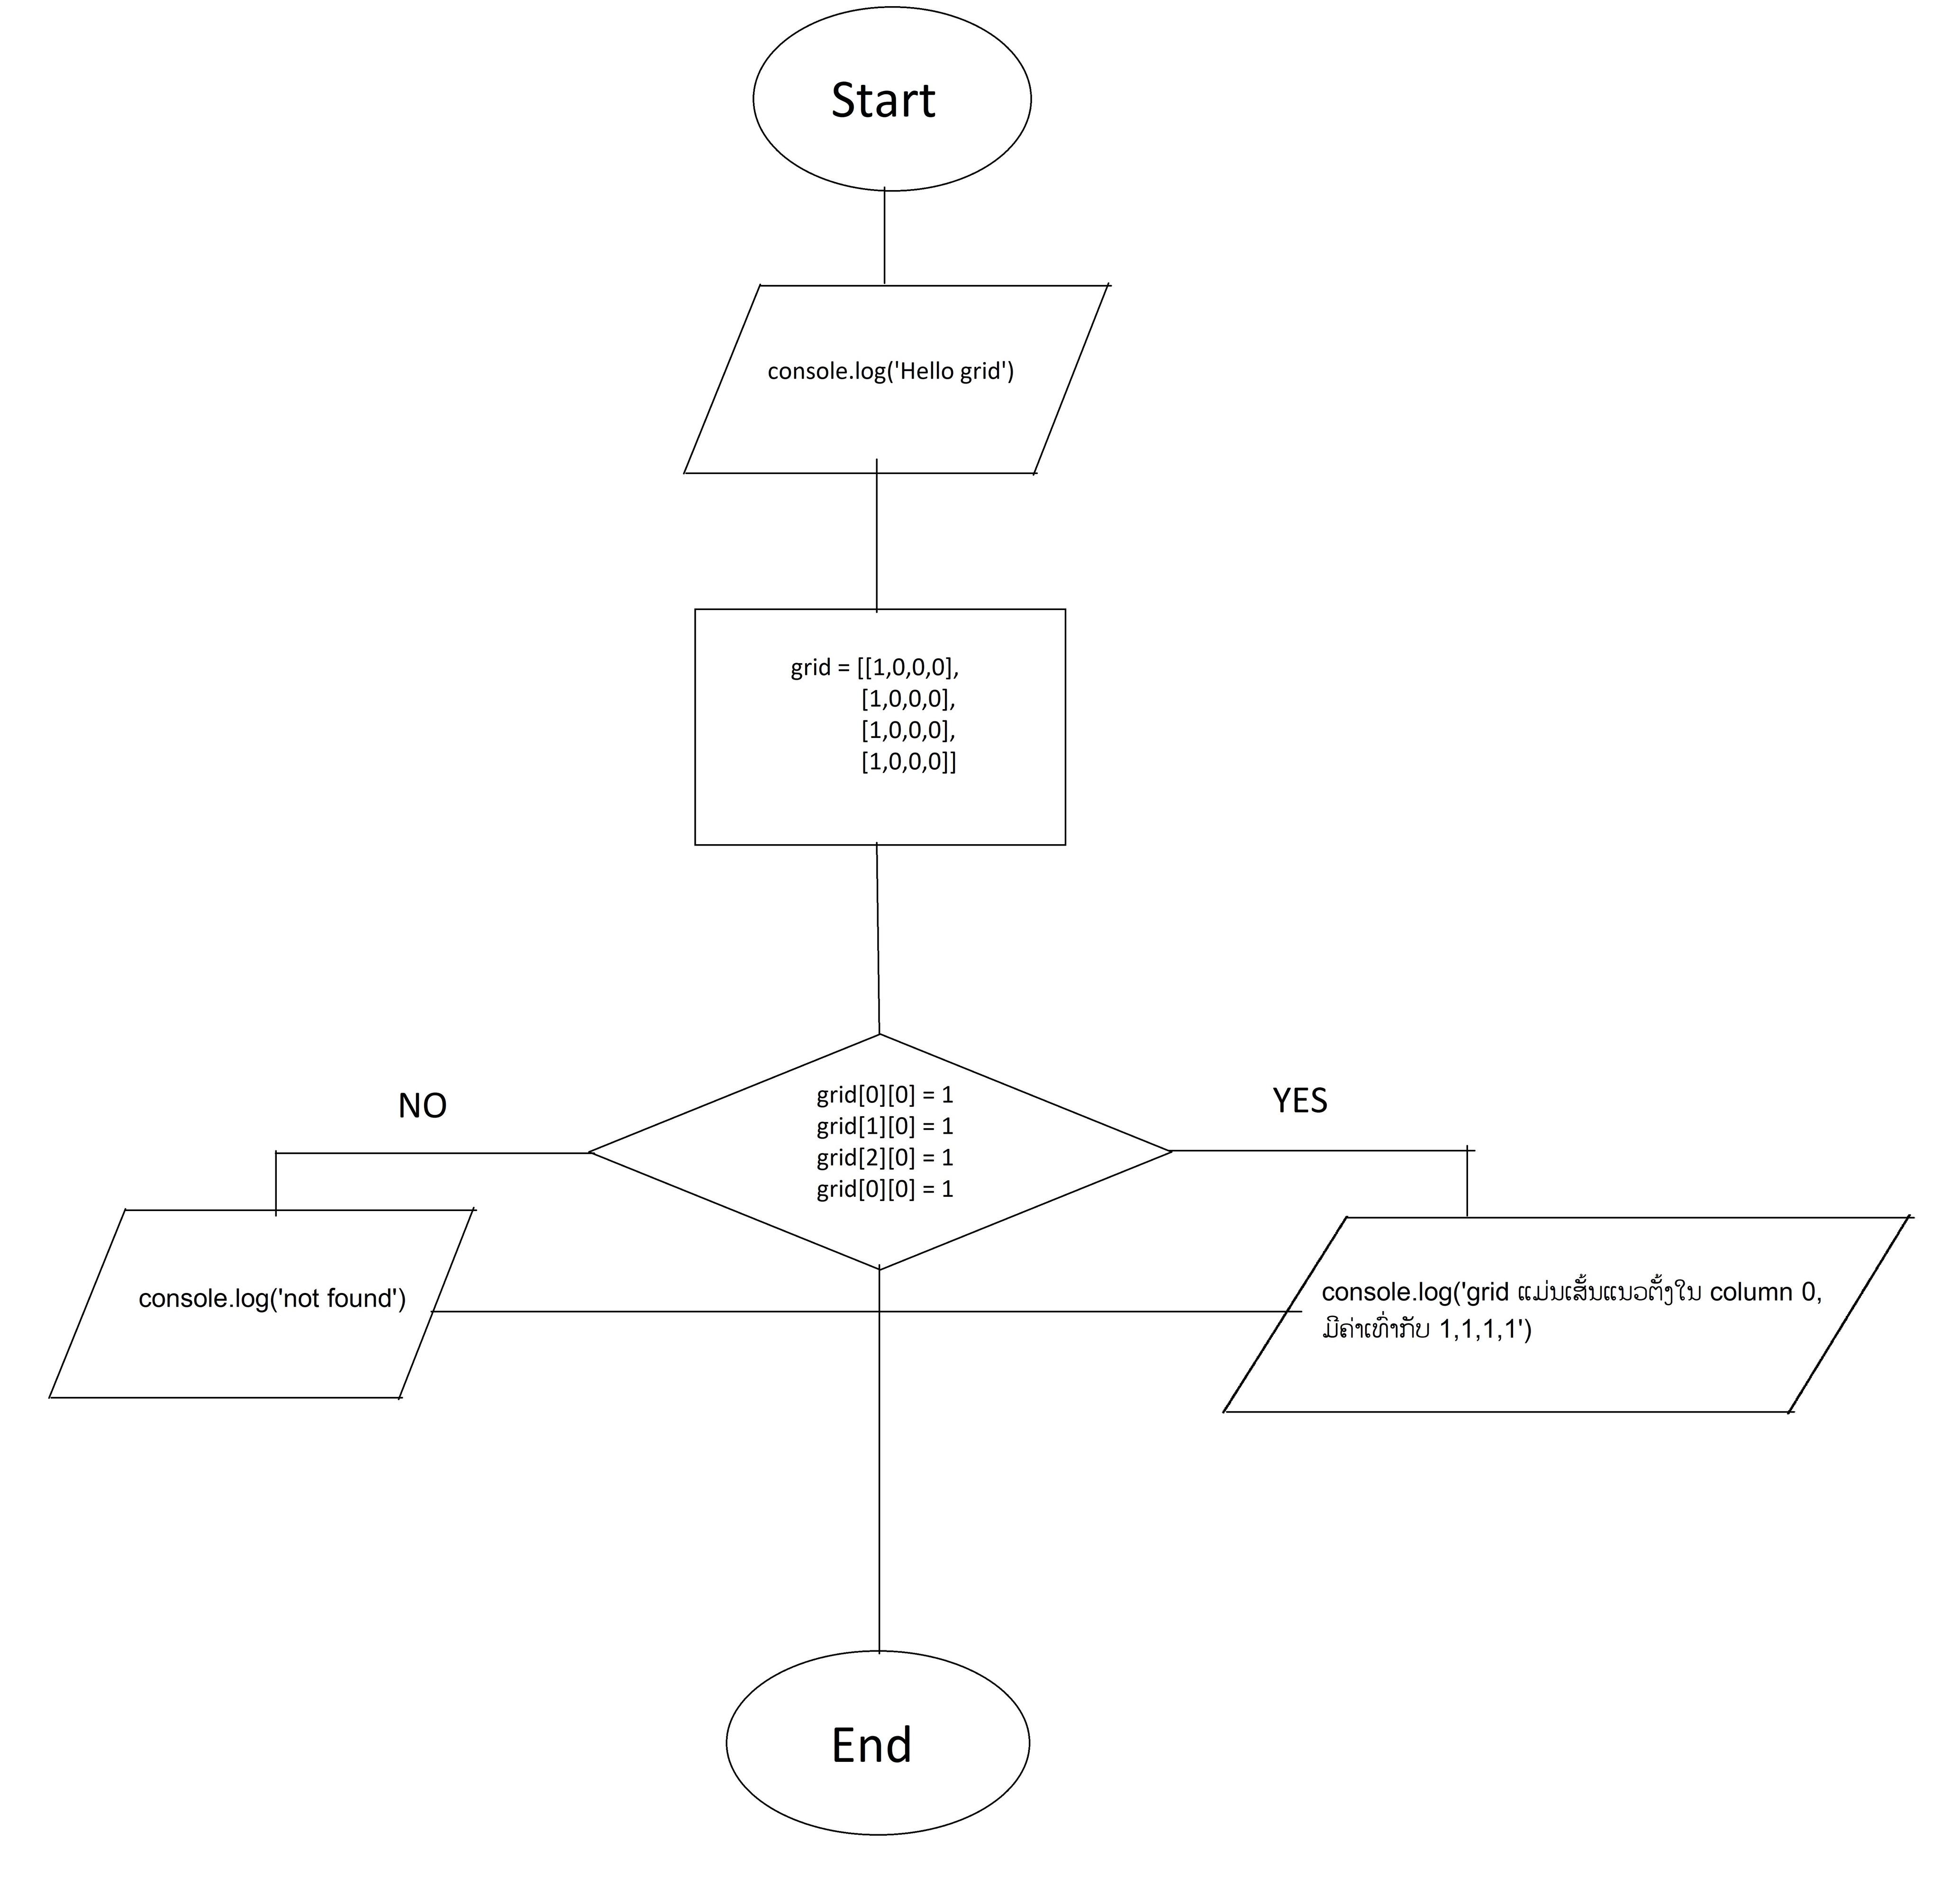 Start
console.log('Hello grid')
grid = [[1,0,0,0],
[1,0,0,0],
[1,0,0,0],
[1,0,0,0]]
grid[0][0] = 1
grid[1][0] = 1
grid[2][0] = 1
grid[0][0] = 1
NO
YES
console.log('not found')
console.log('grid ແມ່ນເສັ້ນແນວຕັ້ງໃນ column 0,
ມີຄ່າເທົ່າກັບ 1,1,1,1')
End